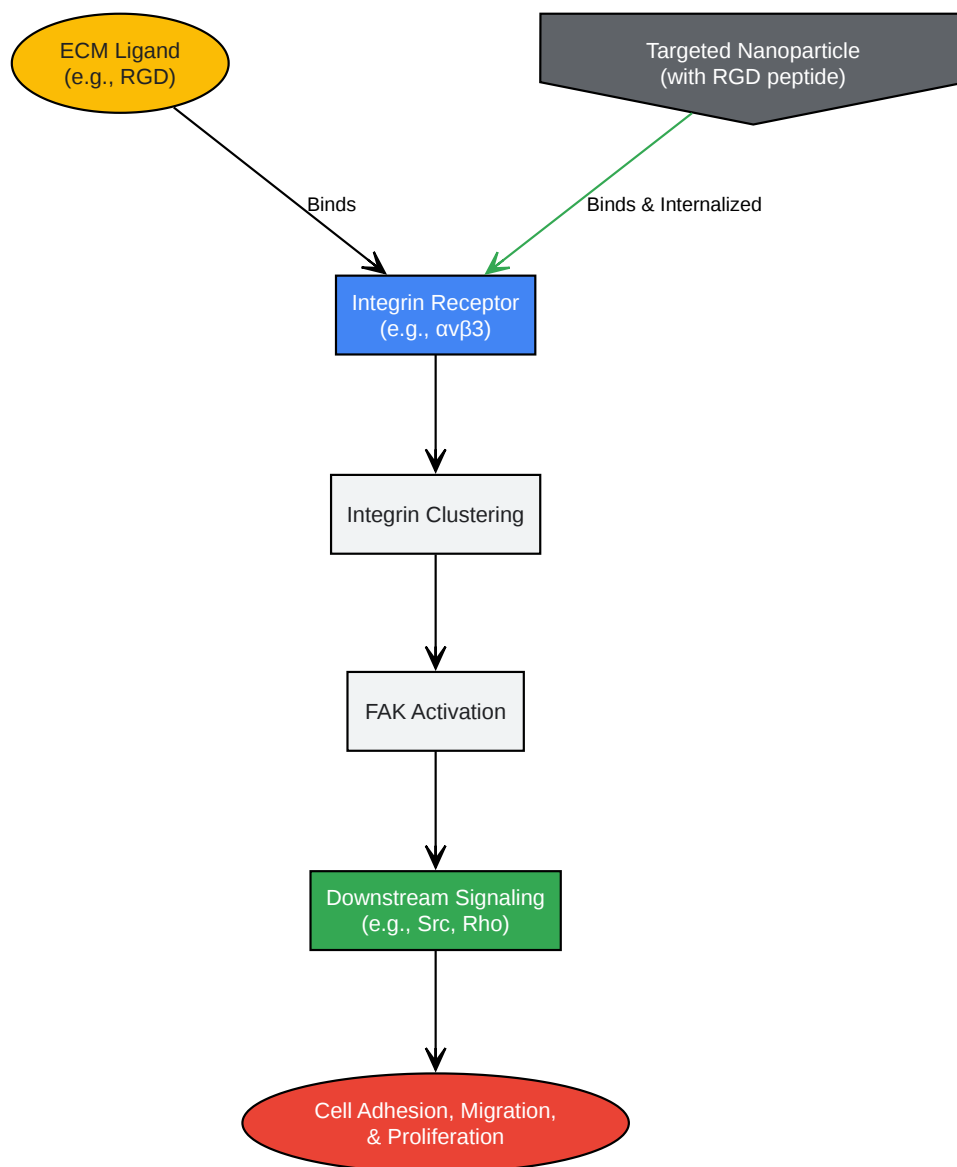 ECM Ligand
(e.g., RGD)
Targeted Nanoparticle
(with RGD peptide)
Binds
Binds & Internalized
Integrin Receptor
(e.g., αvβ3)
Integrin Clustering
FAK Activation
Downstream Signaling
(e.g., Src, Rho)
Cell Adhesion, Migration,
& Proliferation